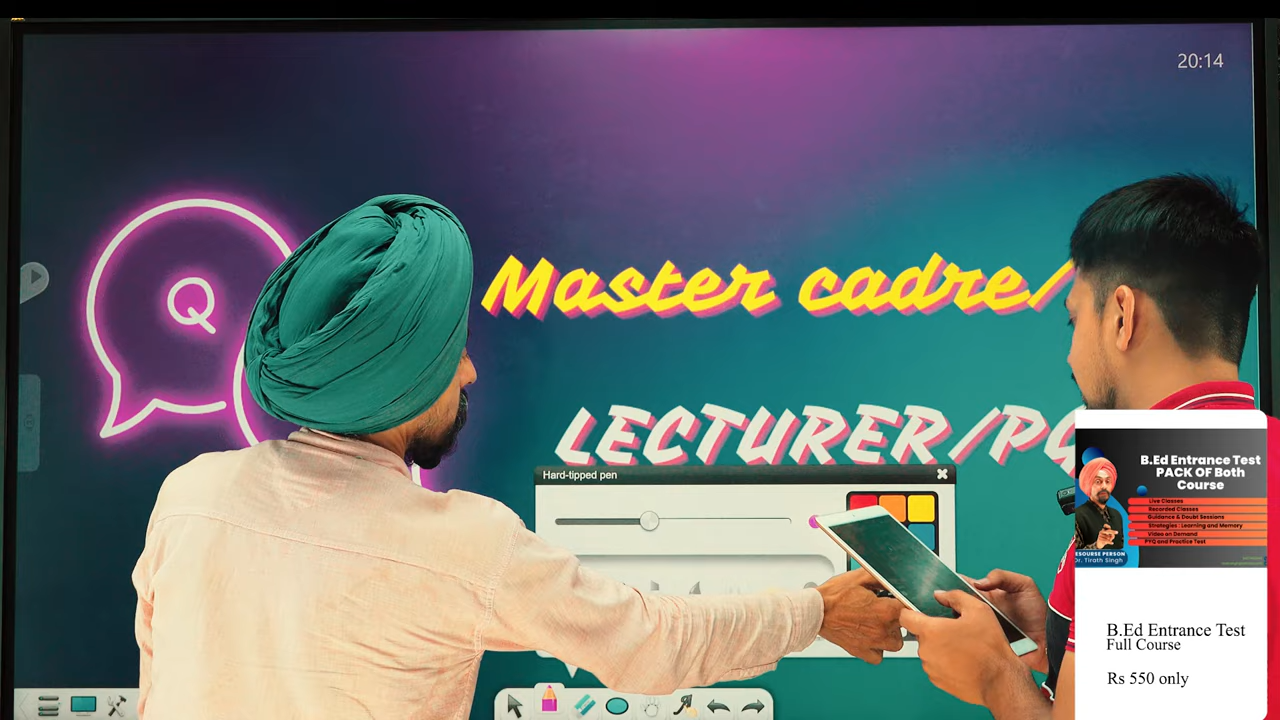 20:14
Q
Master cadre/
LECTURER/PG
Hard-tipped pen
B.Ed Entrance Test
PACK OF Both
Course
Live Classes
Recorded Classes
Guidance & Doubt Sessions
Strategies : Learning and Memory
Video on Demand
PYQ and Practice Test
RESOURSE PERSON
Dr. Tirath Singh
B.Ed Entrance Test
Full Course
Rs 550 only